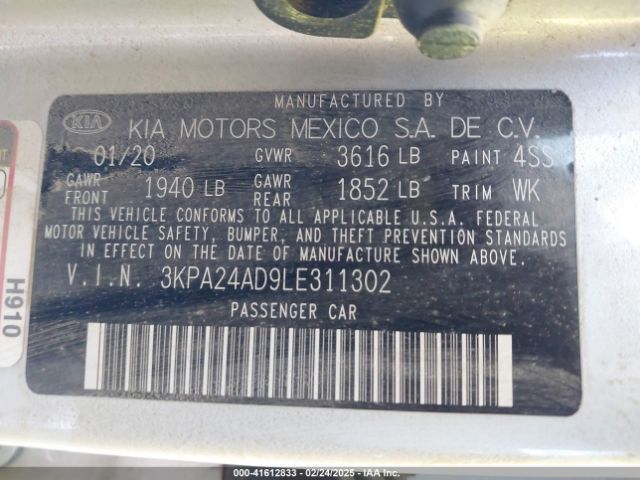 MANUFACTURED BY
KIA KIA MOTORS MEXICO S.A. DE C.V.
01/20 GVWR 3616 LB PAINT 4SS
GAWR FRONT 1940 LB GAWR REAR 1852 LB TRIM WK
THIS VEHICLE CONFORMS TO ALL APPLICABLE U.S.A. FEDERAL
MOTOR VEHICLE SAFETY, BUMPER, AND THEFT PREVENTION STANDARDS
IN EFFECT ON THE DATE OF MANUFACTURE SHOWN ABOVE.
V.I.N. 3KPA24AD9LE311302
PASSENGER CAR
H910
000-41612833 - 02/24/2025 - IAA Inc.